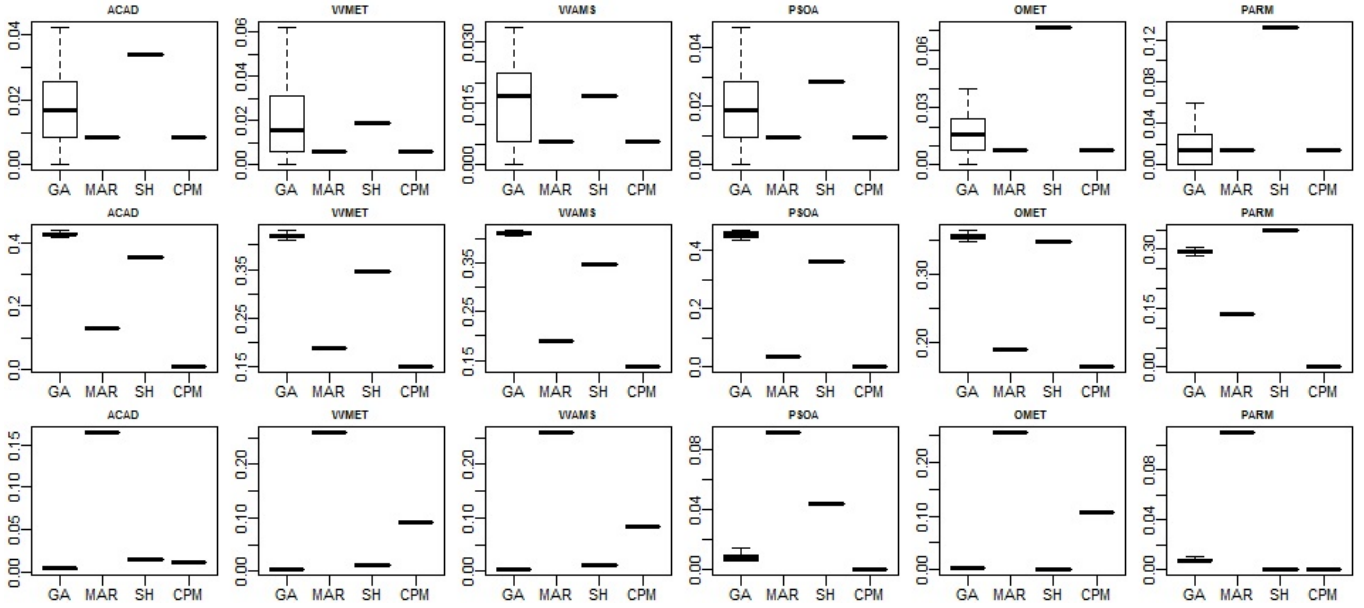 ACAD
0.04
0.02
0.00
GA MAR SH CPM
WMET
0.06
0.04
0.02
0.00
GA MAR SH CPM
WAMS
0.030
0.015
0.000
GA MAR SH CPM
PSOA
0.04
0.02
0.00
GA MAR SH CPM
OMET
0.06
0.03
0.00
GA MAR SH CPM
PARM
0.12
0.08
0.04
0.00
GA MAR SH CPM
ACAD
0.4
0.2
0.0
GA MAR SH CPM
WMET
0.35
0.25
0.15
GA MAR SH CPM
WAMS
0.35
0.25
0.15
GA MAR SH CPM
PSOA
0.4
0.2
0.0
GA MAR SH CPM
OMET
0.30
0.20
GA MAR SH CPM
PARM
0.30
0.15
0.00
GA MAR SH CPM
ACAD
0.15
0.10
0.05
0.00
GA MAR SH CPM
WMET
0.20
0.10
0.00
GA MAR SH CPM
WAMS
0.20
0.10
0.00
GA MAR SH CPM
PSOA
0.08
0.04
0.00
GA MAR SH CPM
OMET
0.20
0.10
0.00
GA MAR SH CPM
PARM
0.08
0.04
0.00
GA MAR SH CPM